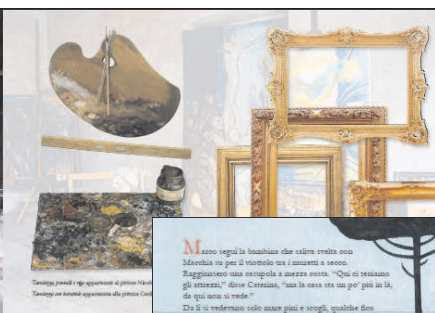 Tavolozza, pennelli e riga appartenuti al pittore Nicola
Tavolozza con barattolo appartenuta alla pittrice
Marco seguì la bambina che saliva svelta con
Macchia su per il viottolo tra i muretti a secco.
Raggiunsero una casupola a mezza costa. “Qui ci teniamo
gli attrezzi,” disse Caterina, “ma la casa sta un po’ più in là,
da qui non si vede.”
Da lì si vedevano solo mare pini e scogli, qualche fico